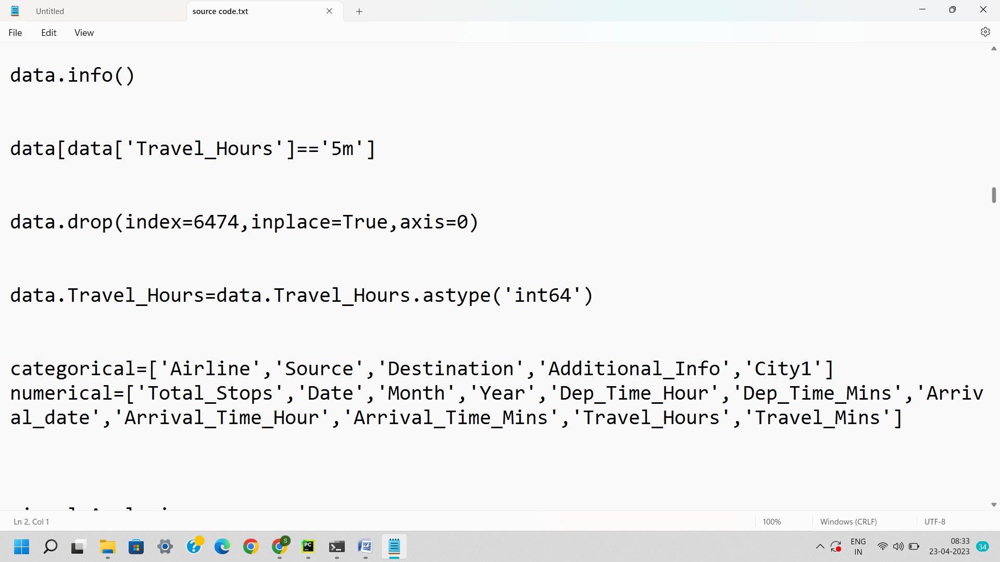 Untitled
source code.txt
File Edit View
data.info()
data[data['Travel_Hours']=='5m']
data.drop(index=6474,inplace=True,axis=0)
data.Travel_Hours=data.Travel_Hours.astype('int64')
categorical=['Airline','Source','Destination','Additional_Info','City1']
numerical=['Total_Stops','Date','Month','Year','Dep_Time_Hour','Dep_Time_Mins','Arriv
al_date','Arrival_Time_Hour','Arrival_Time_Mins','Travel_Hours','Travel_Mins']
Ln 2, Col 1
100%
Windows (CRLF)
UTF-8
S
PC
ENG
IN
08:33
23-04-2023
34